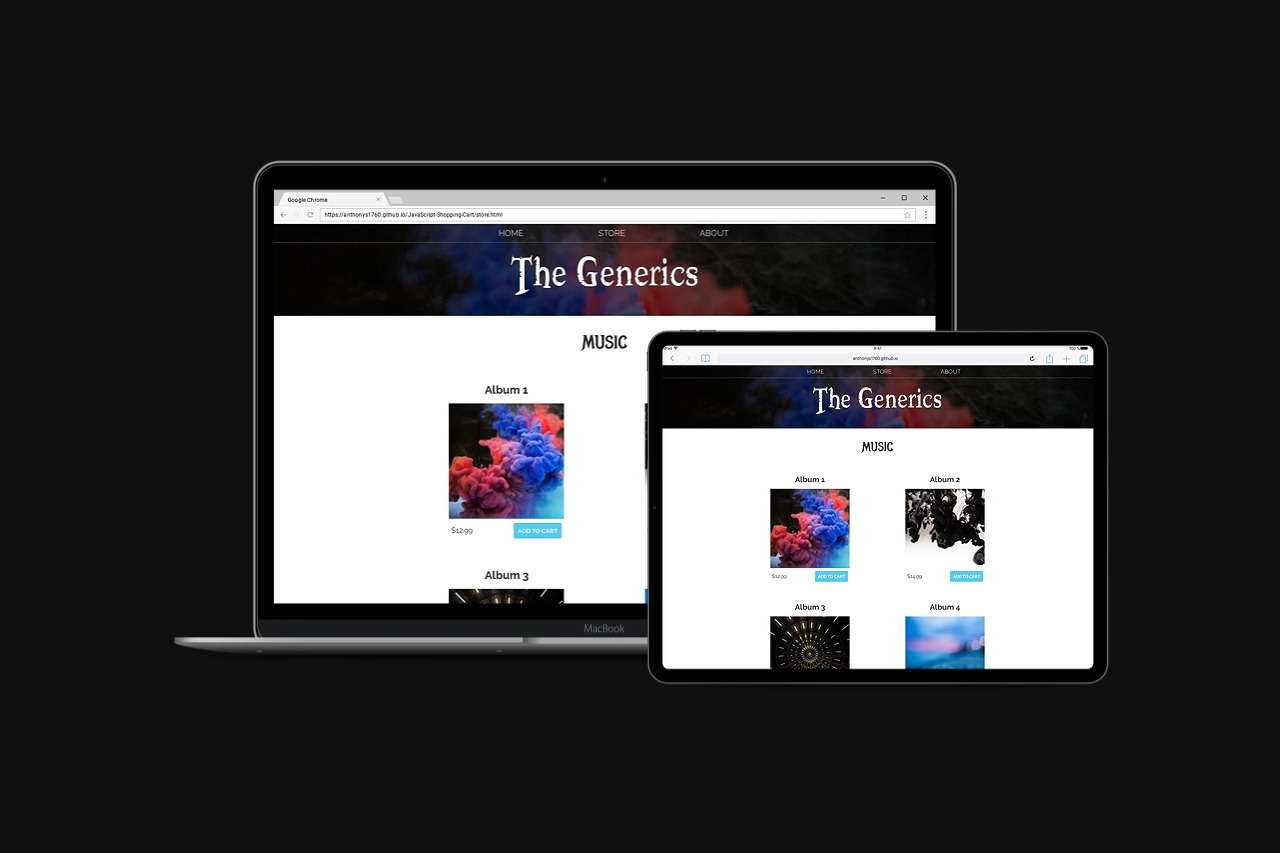 Google Chrome
https://anthonys1760.github.io/JavaScript-Shopping-Cart/store.html
HOME STORE ABOUT
The Generics
MUSIC
Album 1
$12.99 ADD TO CART
Album 3
MacBook
iPad 9:41 100%
anthonys1760.github.io
HOME STORE ABOUT
The Generics
MUSIC
Album 1 Album 2
$12.99 ADD TO CART $14.99 ADD TO CART
Album 3 Album 4